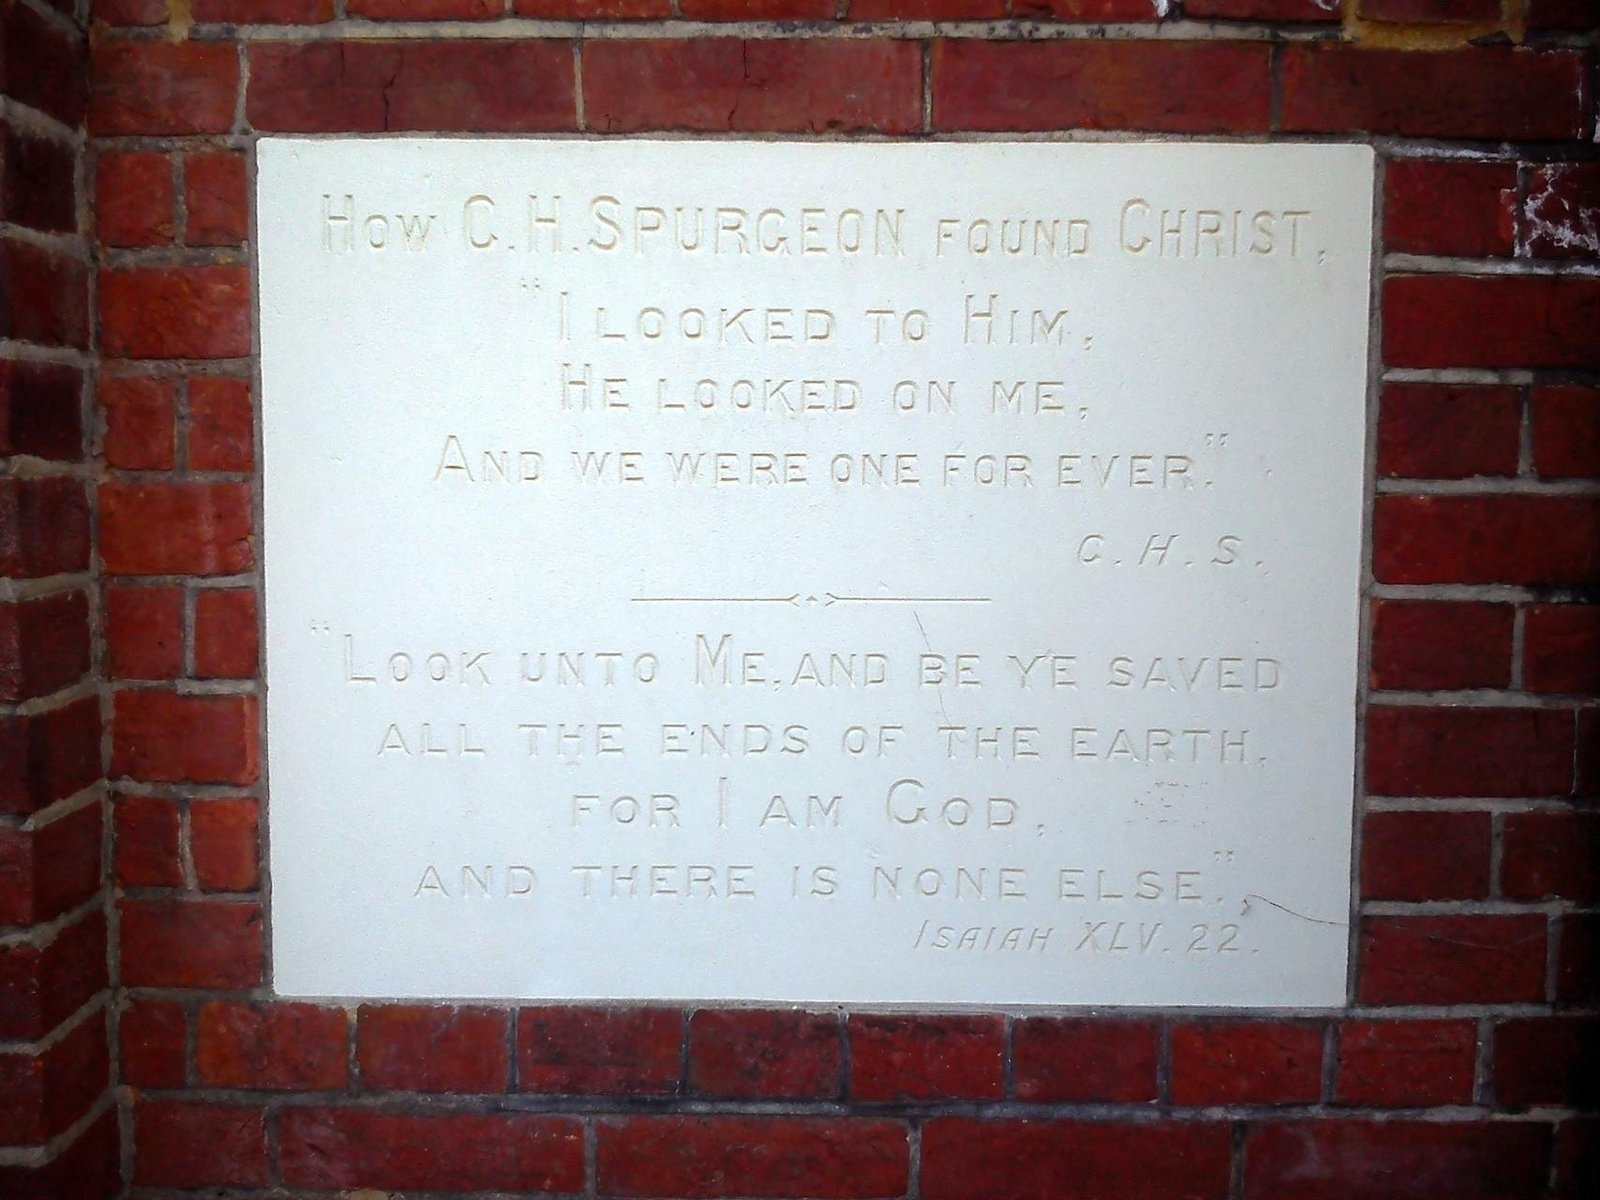 How C.H.Spurgeon found Christ,
"I looked to Him,
He looked on me,
And we were one for ever."
C.H.S.
"Look unto Me, and be ye saved
all the ends of the earth,
for I am God,
and there is none else."
Isaiah XLV. 22.